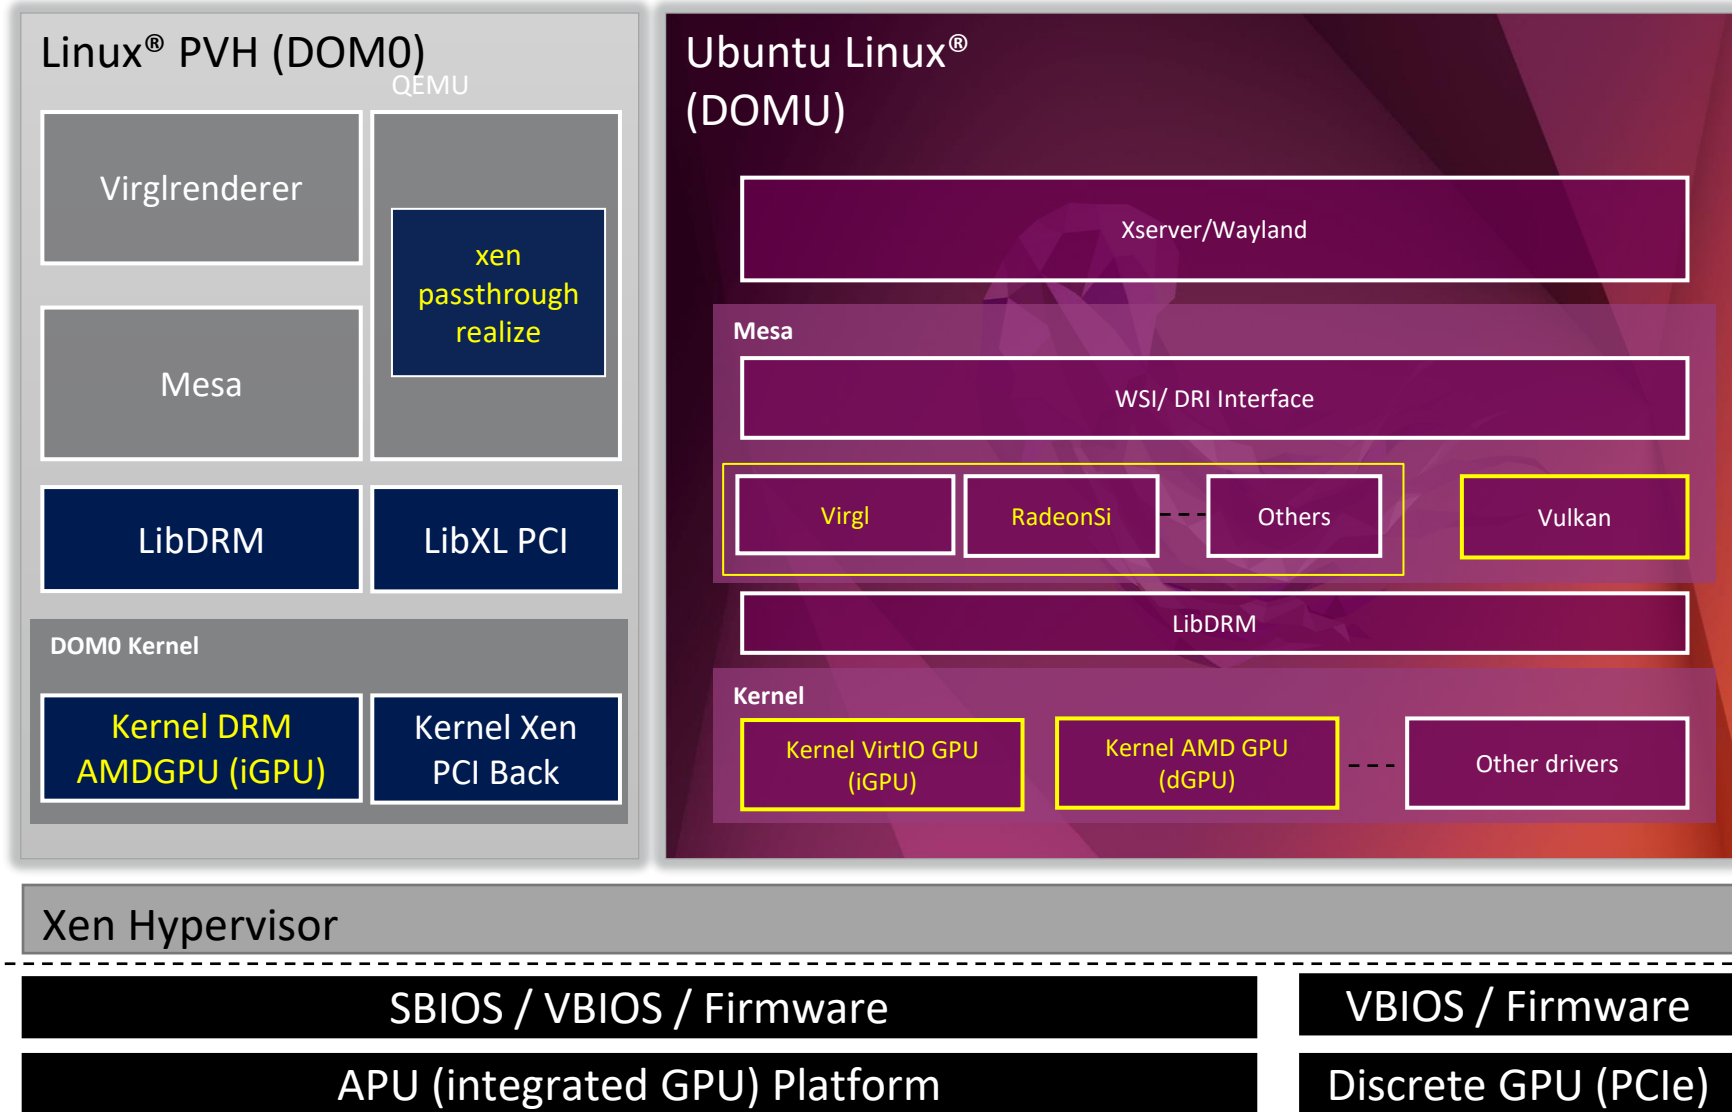 Linux® PVH (DOM0)
QEMU
Virglrenderer
xen
passthrough
realize
Mesa
LibDRM
LibXL PCI
DOM0 Kernel
Kernel DRM
AMDGPU (iGPU)
Kernel Xen
PCI Back
Ubuntu Linux®
(DOMU)
Xserver/Wayland
Mesa
WSI/ DRI Interface
Virgl
RadeonSi
Others
Vulkan
LibDRM
Kernel
Kernel VirtIO GPU
(iGPU)
Kernel AMD GPU
(dGPU)
Other drivers
Xen Hypervisor
SBIOS / VBIOS / Firmware
VBIOS / Firmware
APU (integrated GPU) Platform
Discrete GPU (PCIe)